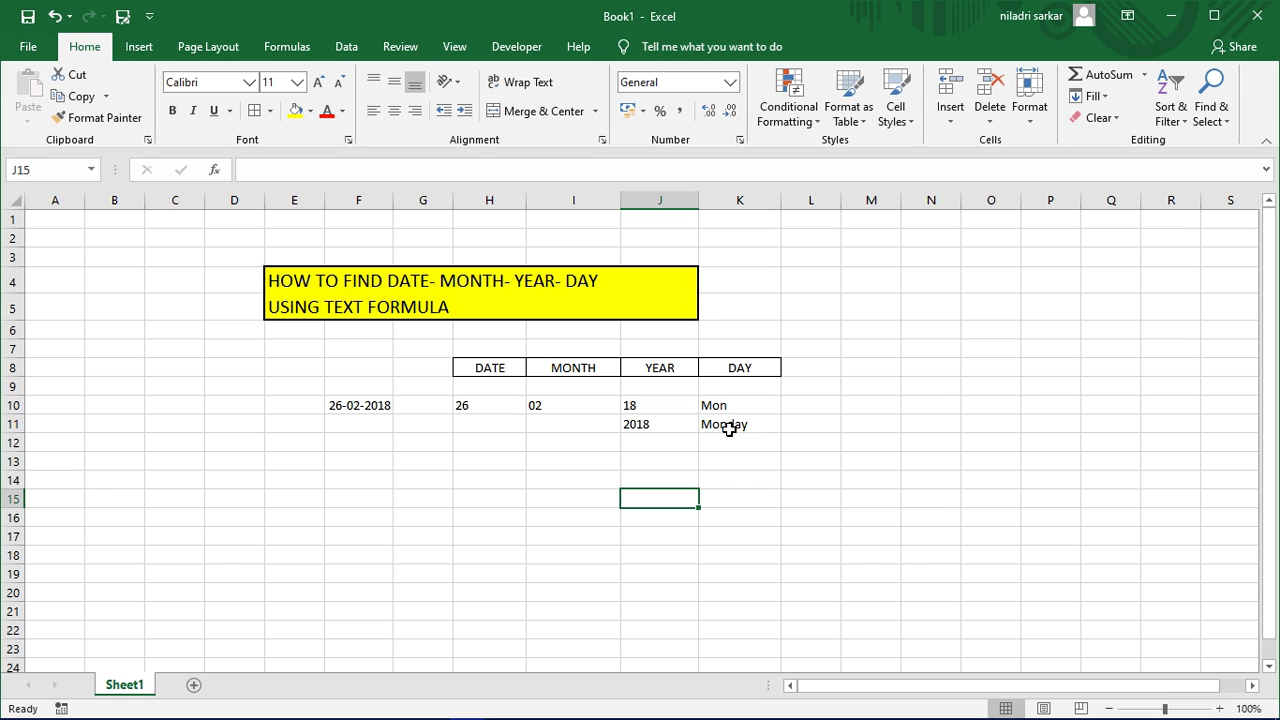 Book1 - Excel
niladri sarkar
File Home Insert Page Layout Formulas Data Review View Developer Help Tell me what you want to do Share
Paste
Cut
Copy
Format Painter
Clipboard
Calibri 11
B I U A
Font
Wrap Text
Merge & Center
Alignment
General
%
Number
Conditional Formatting
Format as Table
Cell Styles
Styles
Insert
Delete
Format
Cells
AutoSum
Fill
Clear
Sort & Filter
Find & Select
Editing
J15 fx
A B C D E F G H I J K L M N O P Q R S
1
2
3
4 HOW TO FIND DATE- MONTH- YEAR- DAY
5 USING TEXT FORMULA
6
7
8 DATE MONTH YEAR DAY
9
10 26-02-2018 26 02 18 Mon
11 2018 Monday
12
13
14
15
16
17
18
19
20
21
22
23
24
Sheet1
Ready 100%